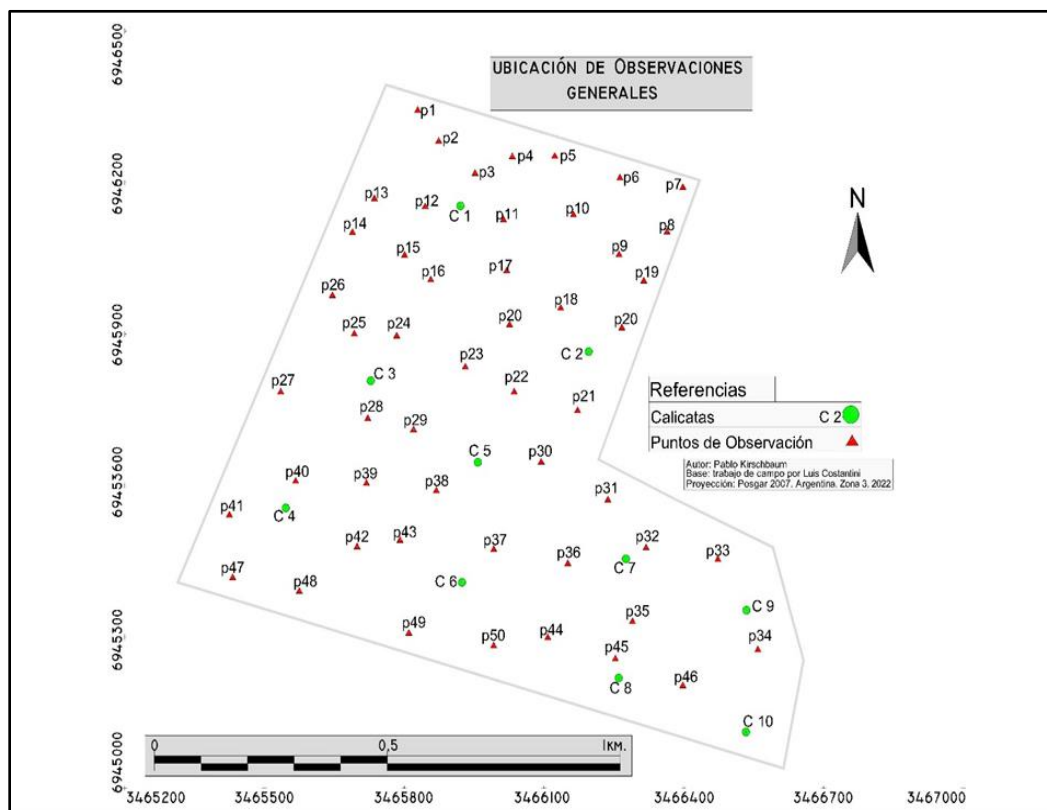 UBICACIÓN DE OBSERVACIONES
GENERALES
6946500
6946200
6945900
6945600
6945300
6945000
p1
p2
p3
p4
p5
p6
p7
p13
p12
C 1
p11
p10
p8
p14
p15
p16
p17
p9
p19
p26
p18
p25
p24
p20
p20
p23
C 2
C 3
p27
p22
p28
p29
p21
C 5
p30
p40
p39
p38
p31
p41
C 4
p42
p43
p37
p36
p32
p33
C 7
p47
p48
C 6
C 9
p49
p50
p44
p35
p34
p45
C 8
p46
C 10
N
Referencias
Calicatas C 2
Puntos de Observación
Autor: Pablo Kirschbaum
Base: trabajo de campo por Luis Costantini
Proyección: Posgar 2007. Argentina. Zona 3. 2022
0 0,5 1KM.
3465200 3465500 3465800 3466100 3466400 3466700 3467000